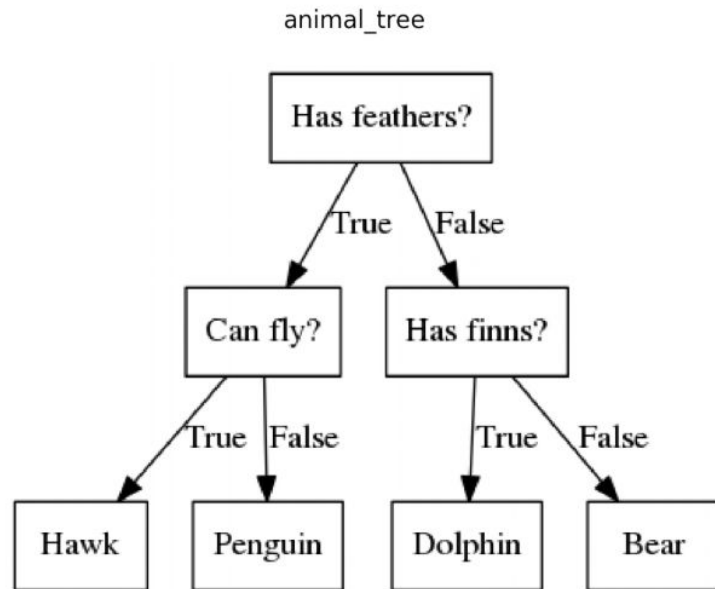 animal_tree
Has feathers?
True False
Can fly? Has finns?
True False True False
Hawk Penguin Dolphin Bear